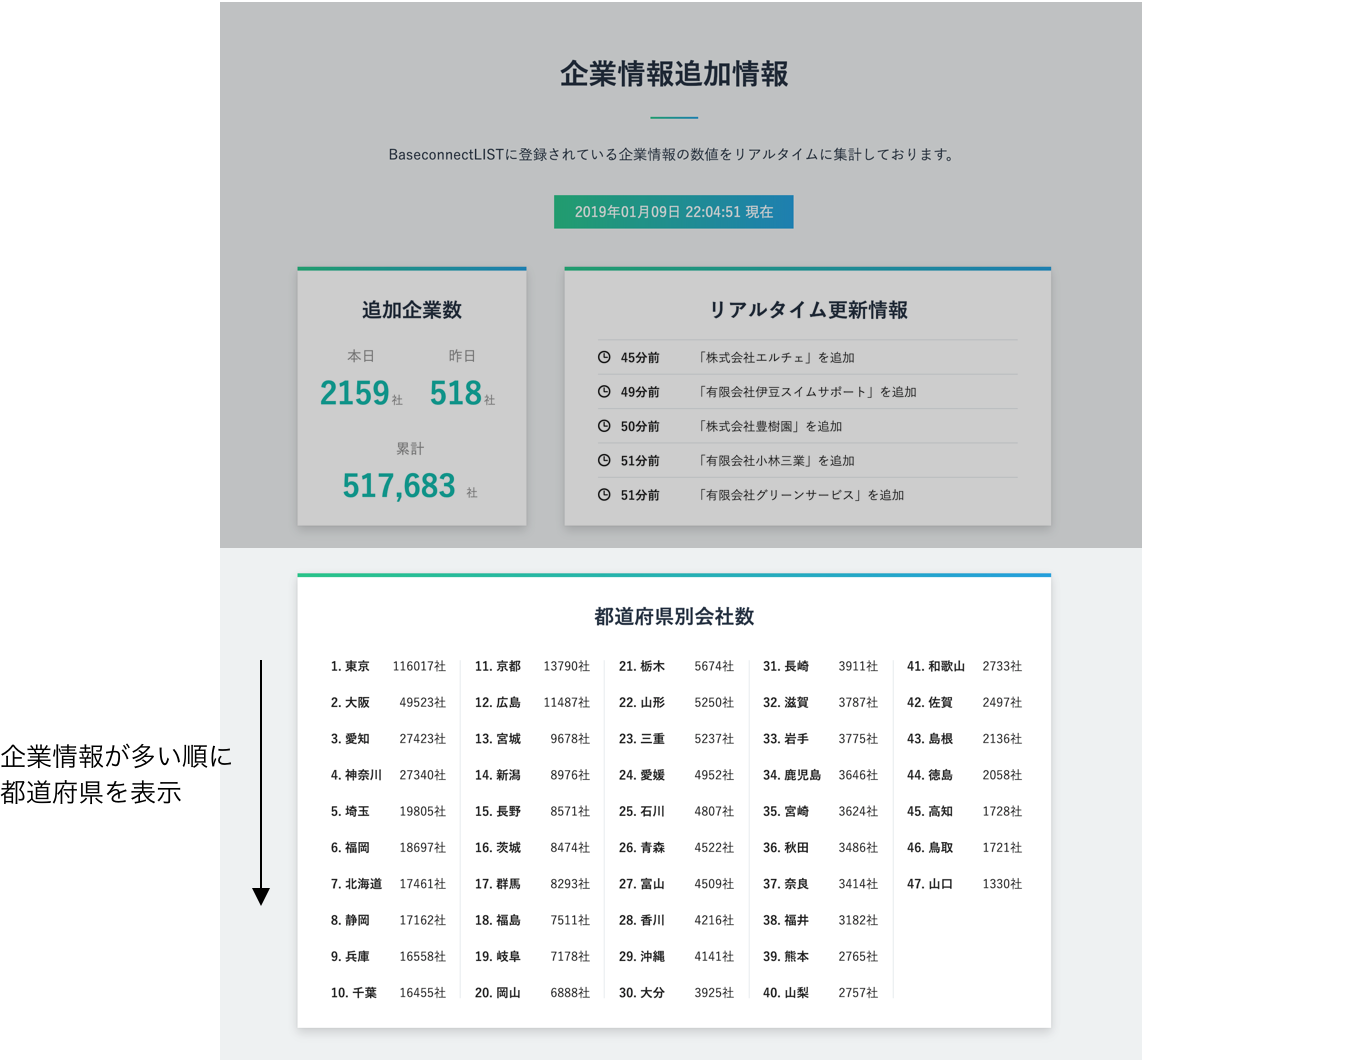 企業情報追加情報
BaseconnectLISTに登録されている企業情報の数値をリアルタイムに集計しております。
2019年01月09日 22:04:51 現在
追加企業数
本日 昨日
2159社 518社
累計
517,683 社
リアルタイム更新情報
45分前 「株式会社エルチェ」を追加
49分前 「有限会社伊豆スイムサポート」を追加
50分前 「株式会社豊樹園」を追加
51分前 「有限会社小林三業」を追加
51分前 「有限会社グリーンサービス」を追加
企業情報が多い順に
都道府県を表示
都道府県別会社数
1. 東京 116017社
2. 大阪 49523社
3. 愛知 27423社
4. 神奈川 27340社
5. 埼玉 19805社
6. 福岡 18697社
7. 北海道 17461社
8. 静岡 17162社
9. 兵庫 16558社
10. 千葉 16455社
11. 京都 13790社
12. 広島 11487社
13. 宮城 9678社
14. 新潟 8976社
15. 長野 8571社
16. 茨城 8474社
17. 群馬 8293社
18. 福島 7511社
19. 岐阜 7178社
20. 岡山 6888社
21. 栃木 5674社
22. 山形 5250社
23. 三重 5237社
24. 愛媛 4952社
25. 石川 4807社
26. 青森 4522社
27. 富山 4509社
28. 香川 4216社
29. 沖縄 4141社
30. 大分 3925社
31. 長崎 3911社
32. 滋賀 3787社
33. 岩手 3775社
34. 鹿児島 3646社
35. 宮崎 3624社
36. 秋田 3486社
37. 奈良 3414社
38. 福井 3182社
39. 熊本 2765社
40. 山梨 2757社
41. 和歌山 2733社
42. 佐賀 2497社
43. 島根 2136社
44. 徳島 2058社
45. 高知 1728社
46. 鳥取 1721社
47. 山口 1330社